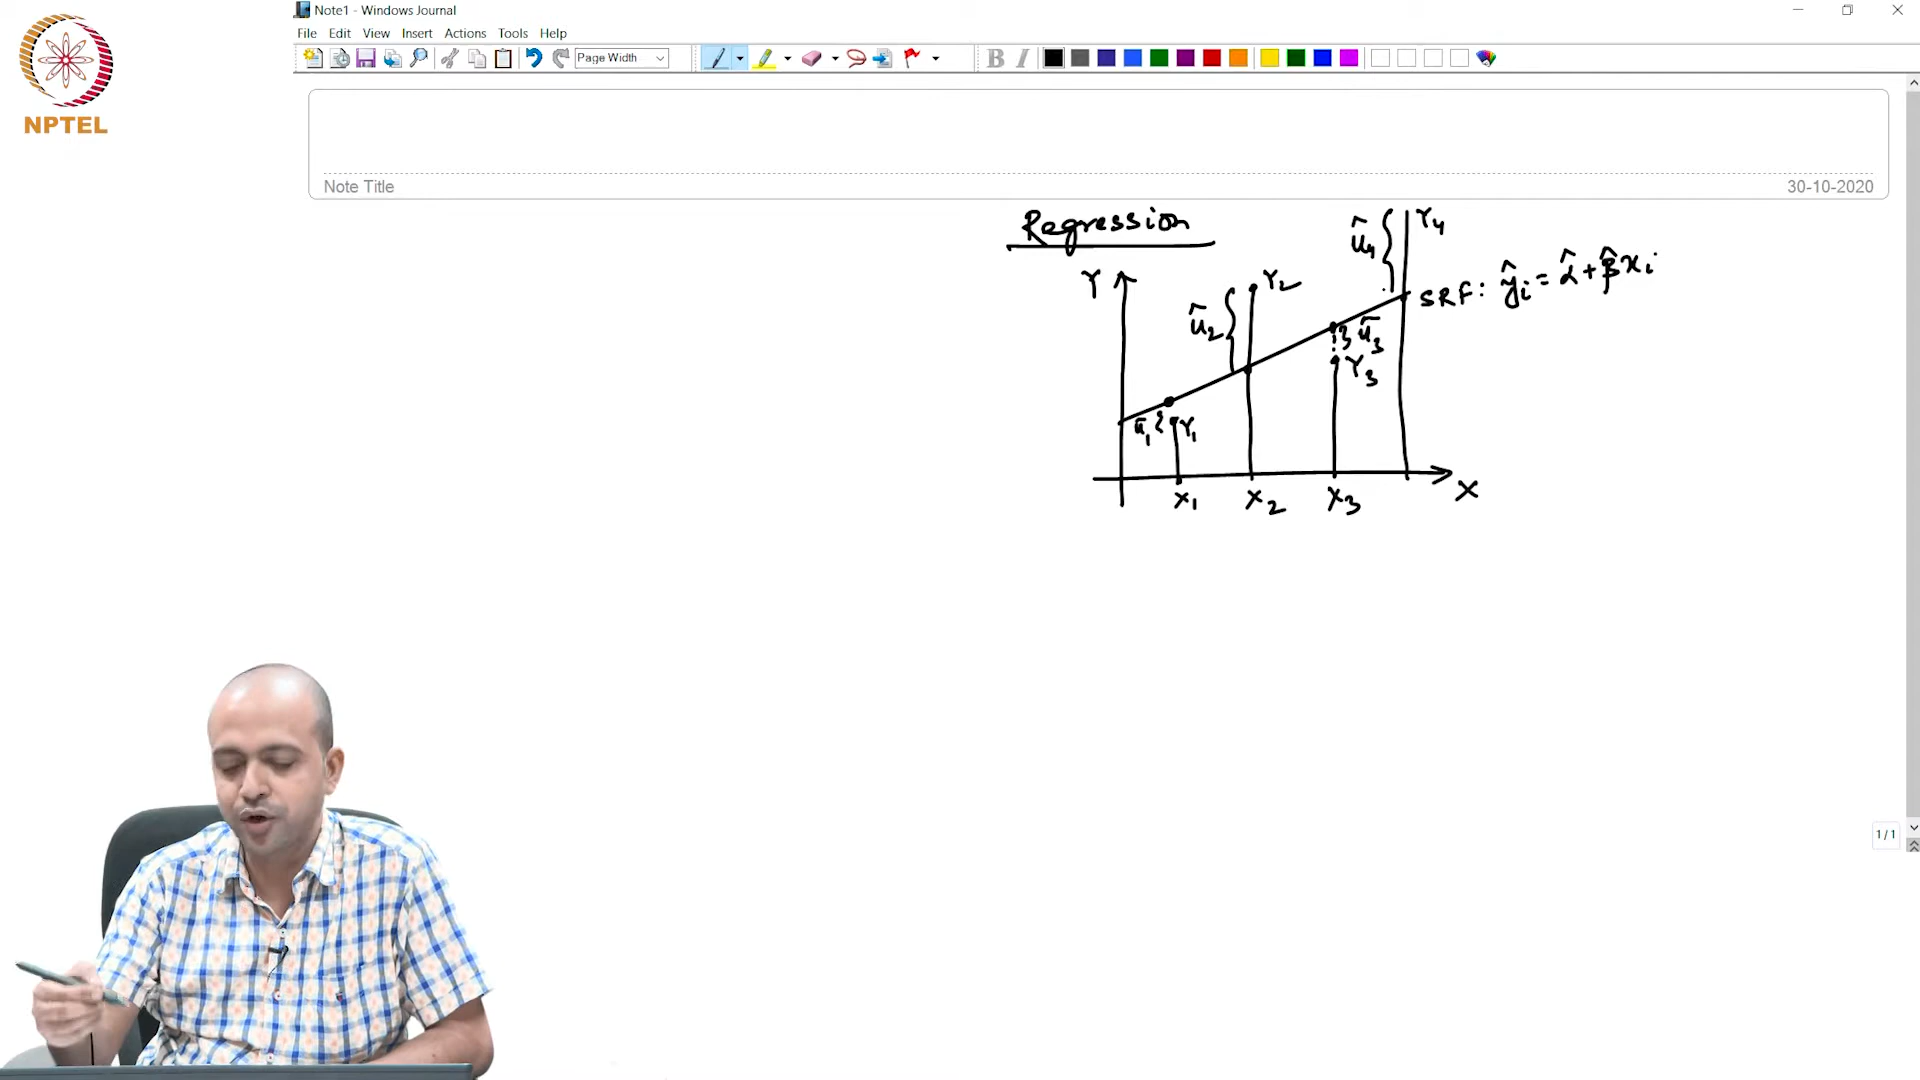 Note1 - Windows Journal
File Edit View Insert Actions Tools Help
Page Width
B I
NPTEL
Note Title
30-10-2020
Regression
Y
û₄
Y₄
û₂
Y₂
SRF: ŷᵢ = α̂ + β̂xᵢ
û₃
Y₃
û₁
Y₁
X₁ X₂ X₃ X
1 / 1